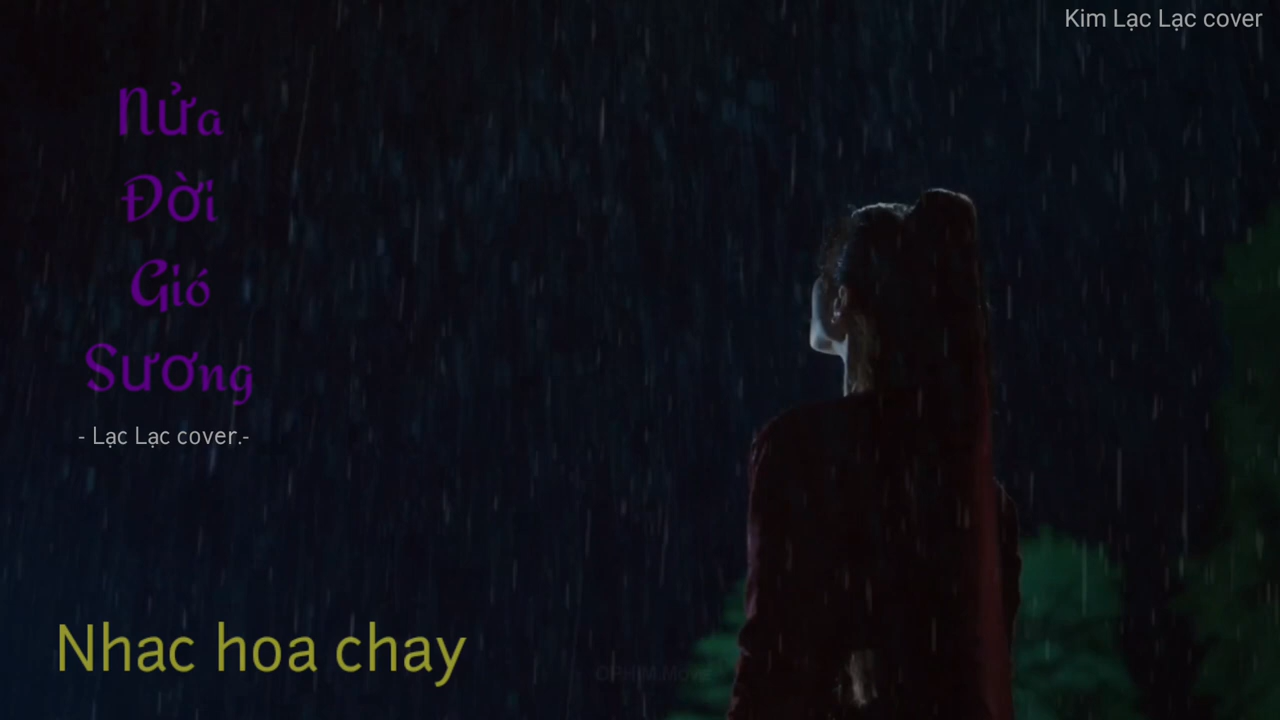 Kim Lạc Lạc cover
Nửa
Đời
Gió
Sương
- Lạc Lạc cover.-
Nhac hoa chay